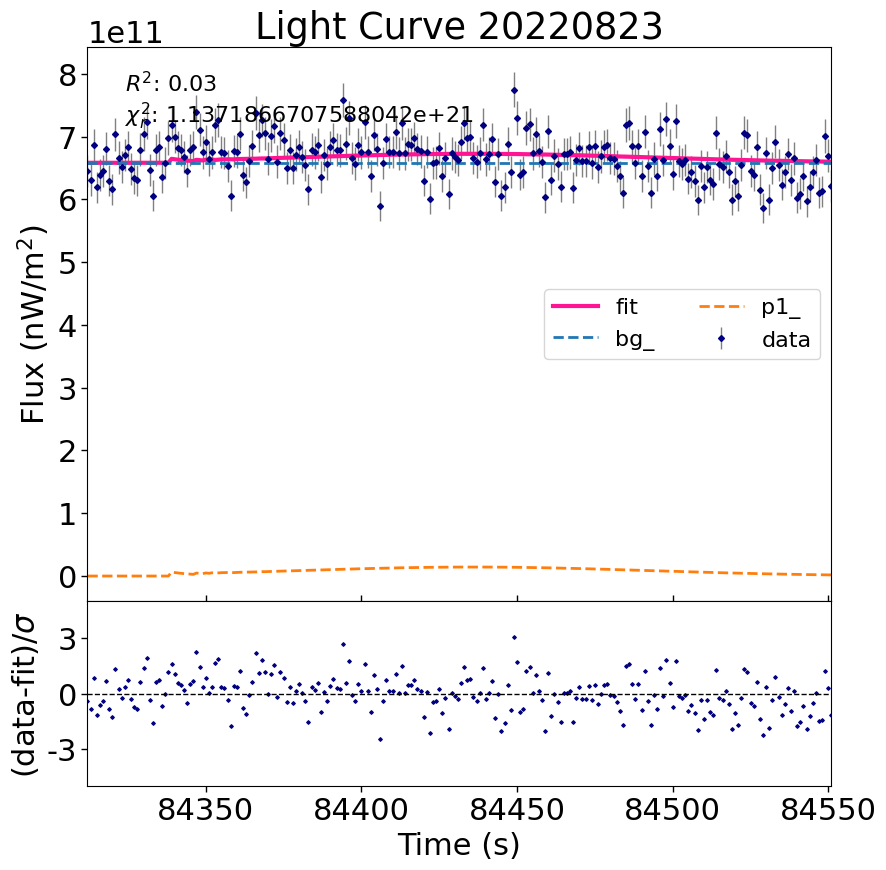 Light Curve 20220823
1e11
R²: 0.03
χ²ᵣ: 1.1371866707588042e+21
8
7
6
5
4
3
2
1
0
Flux (nW/m²)
fit
bg_
p1_
data
3
0
-3
(data-fit)/σ
84350 84400 84450 84500 84550
Time (s)